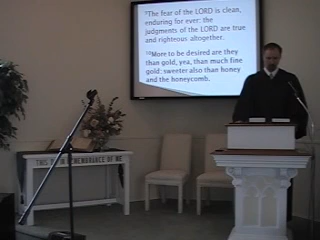 ⁹The fear of the LORD is clean,
enduring for ever: the
judgments of the LORD are true
and righteous altogether.
¹⁰More to be desired are they
than gold, yea, than much fine
gold: sweeter also than honey
and the honeycomb.
THIS DO IN REMEMBRANCE OF ME